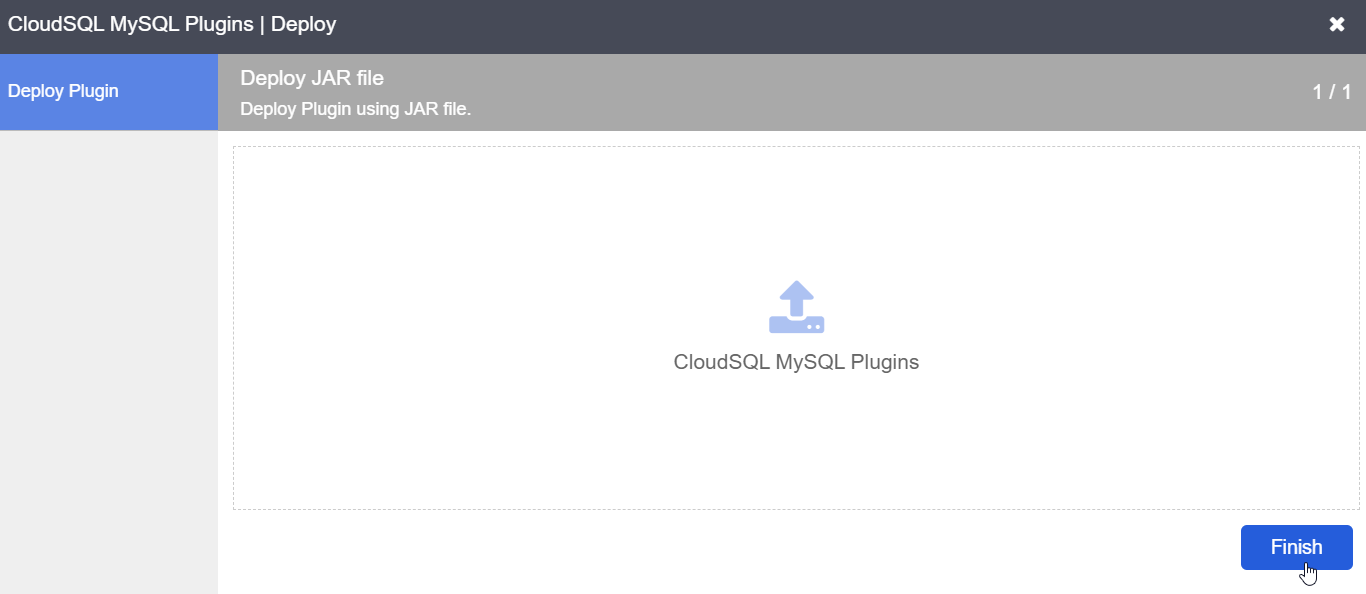 CloudSQL MySQL Plugins | Deploy
Deploy Plugin
Deploy JAR file
Deploy Plugin using JAR file.
1 / 1
CloudSQL MySQL Plugins
Finish